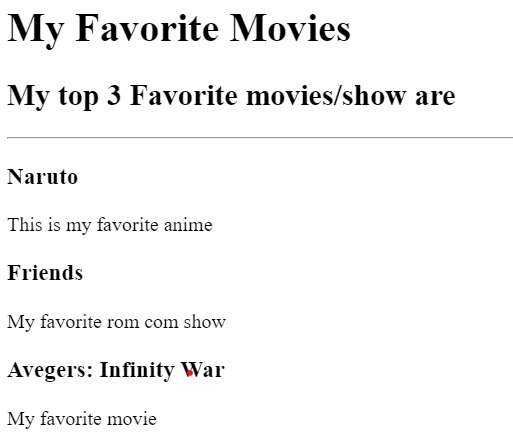 My Favorite Movies
My top 3 Favorite movies/show are
Naruto
This is my favorite anime
Friends
My favorite rom com show
Avegers: Infinity War
My favorite movie